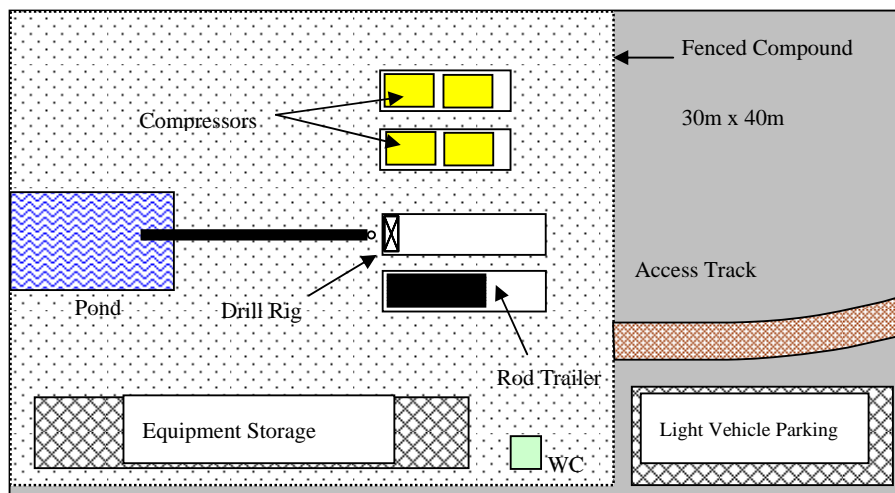 Fenced Compound
30m x 40m
Compressors
Access Track
Pond
Drill Rig
Rod Trailer
Equipment Storage
Light Vehicle Parking
WC